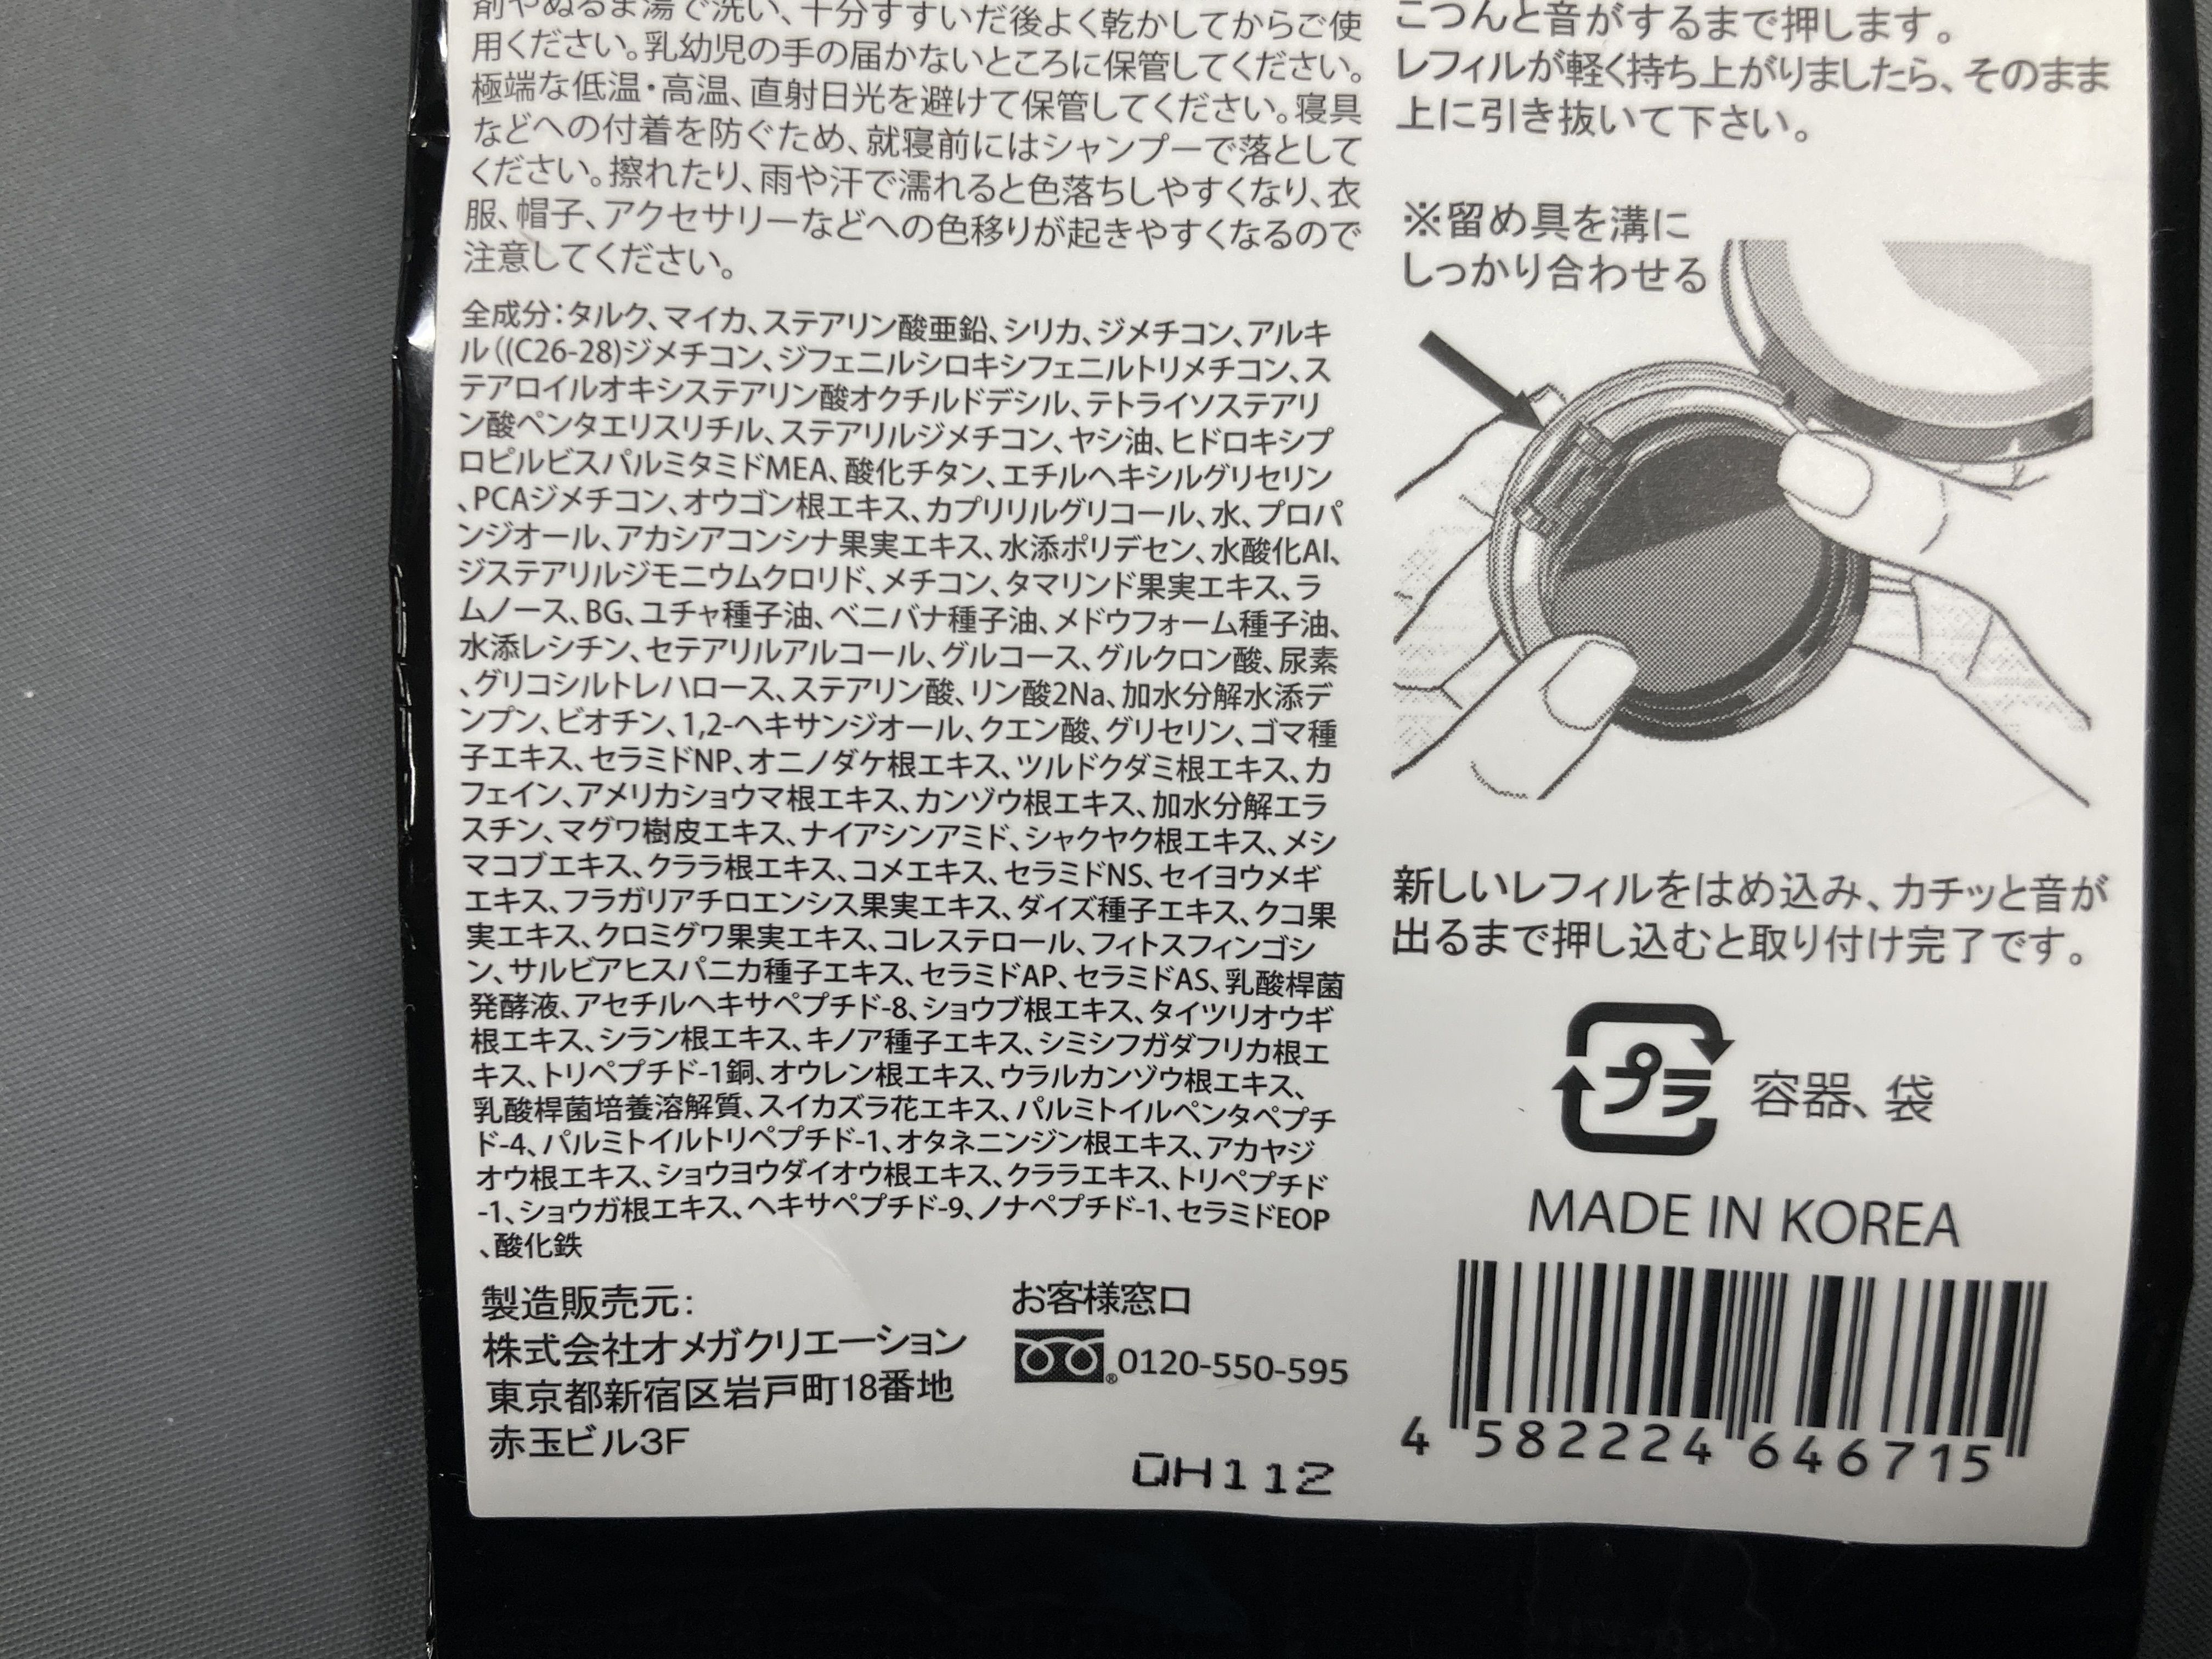 剤やぬるま湯で洗い、十分すすいだ後よく乾かしてからご使
用ください。乳幼児の手の届かないところに保管してください。
極端な低温・高温、直射日光を避けて保管してください。寝具
などへの付着を防ぐため、就寝前にはシャンプーで落として
ください。擦れたり、雨や汗で濡れると色落ちしやすくなり、衣
服、帽子、アクセサリーなどへの色移りが起きやすくなるので
注意してください。
全成分：タルク、マイカ、ステアリン酸亜鉛、シリカ、ジメチコン、アルキ
ル（(C26-28)ジメチコン、ジフェニルシロキシフェニルトリメチコン、ス
テアロイルオキシステアリン酸オクチルドデシル、テトライソステアリ
ン酸ペンタエリスリチル、ステアリルジメチコン、ヤシ油、ヒドロキシプ
ロピルビスパルミタミドMEA、酸化チタン、エチルヘキシルグリセリン
、PCAジメチコン、オウゴン根エキス、カプリリルグリコール、水、プロパ
ンジオール、アカシアコンシナ果実エキス、水添ポリデセン、水酸化Al、
ジステアリルジモニウムクロリド、メチコン、タマリンド果実エキス、ラ
ムノース、BG、ユチャ種子油、ベニバナ種子油、メドウフォーム種子油、
水添レシチン、セテアリルアルコール、グルコース、グルクロン酸、尿素
、グリコシルトレハロース、ステアリン酸、リン酸2Na、加水分解水添デ
ンプン、ビオチン、1,2-ヘキサンジオール、クエン酸、グリセリン、ゴマ種
子エキス、セラミドNP、オニノダケ根エキス、ツルドクダミ根エキス、カ
フェイン、アメリカショウマ根エキス、カンゾウ根エキス、加水分解エラ
スチン、マグワ樹皮エキス、ナイアシンアミド、シャクヤク根エキス、メシ
マコブエキス、クララ根エキス、コメエキス、セラミドNS、セイヨウメギ
エキス、フラガリアチロエンシス果実エキス、ダイズ種子エキス、クコ果
実エキス、クロミグワ果実エキス、コレステロール、フィトスフィンゴシ
ン、サルビアヒスパニカ種子エキス、セラミドAP、セラミドAS、乳酸桿菌
発酵液、アセチルヘキサペプチド-8、ショウブ根エキス、タイツリオウギ
根エキス、シラン根エキス、キノア種子エキス、シミシフガダフリカ根エ
キス、トリペプチド-1銅、オウレン根エキス、ウラルカンゾウ根エキス、
乳酸桿菌培養溶解質、スイカズラ花エキス、パルミトイルペンタペプチ
ド-4、パルミトイルトリペプチド-1、オタネニンジン根エキス、アカヤジ
オウ根エキス、ショウヨウダイオウ根エキス、クララエキス、トリペプチド
-1、ショウガ根エキス、ヘキサペプチド-9、ノナペプチド-1、セラミドEOP
、酸化鉄
製造販売元：
株式会社オメガクリエーション
東京都新宿区岩戸町18番地
赤玉ビル3F
お客様窓口
0120-550-595
QH112
こつんと音がするまで押します。
レフィルが軽く持ち上がりましたら、そのまま
上に引き抜いて下さい。
※留め具を溝に
しっかり合わせる
新しいレフィルをはめ込み、カチッと音が
出るまで押し込むと取り付け完了です。
プラ 容器、袋
MADE IN KOREA
4 582224 646715